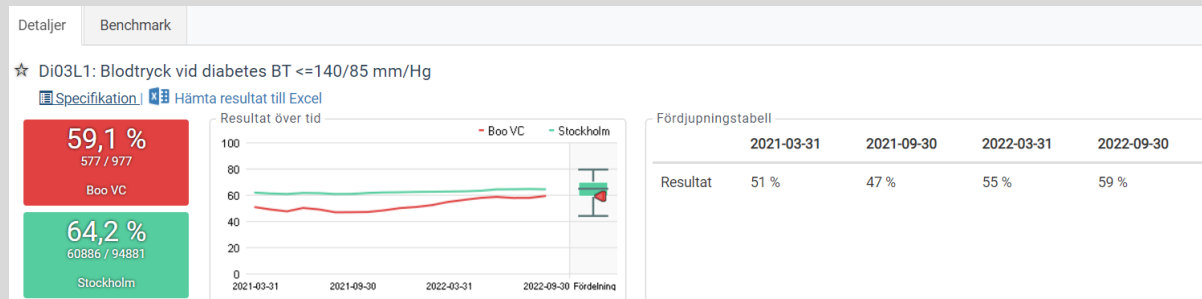 Detaljer Benchmark
☆ Di03L1: Blodtryck vid diabetes BT <=140/85 mm/Hg
Specifikation | Hämta resultat till Excel
59,1 %
577 / 977
Boo VC
64,2 %
60886 / 94881
Stockholm
Resultat över tid
Boo VC Stockholm
100
80
60
40
20
0
2021-03-31 2021-09-30 2022-03-31 2022-09-30 Fördelning
Fördjupningstabell
2021-03-31 2021-09-30 2022-03-31 2022-09-30
Resultat 51 % 47 % 55 % 59 %